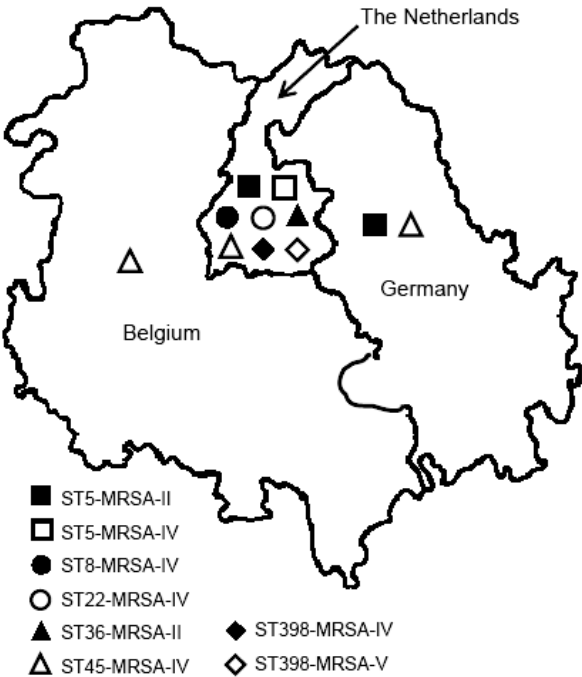 The Netherlands
Germany
Belgium
ST5-MRSA-II
ST5-MRSA-IV
ST8-MRSA-IV
ST22-MRSA-IV
ST36-MRSA-II ST398-MRSA-IV
ST45-MRSA-IV ST398-MRSA-V